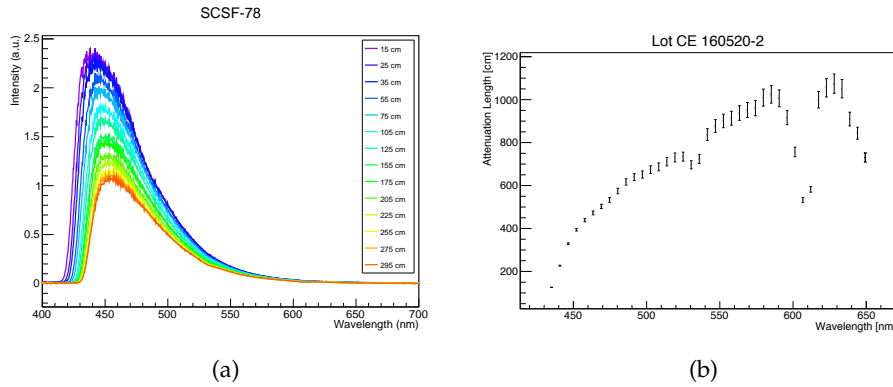 SCSF-78
Intensity (a.u.)
2.5
2
1.5
1
0.5
0
400
450
500
550
600
650
700
Wavelength (nm)
15 cm
25 cm
35 cm
55 cm
75 cm
105 cm
125 cm
155 cm
175 cm
205 cm
225 cm
255 cm
275 cm
295 cm
(a)
Lot CE 160520-2
Attenuation Length [cm]
1200
1000
800
600
400
200
450
500
550
600
650
Wavelength [nm
(b)